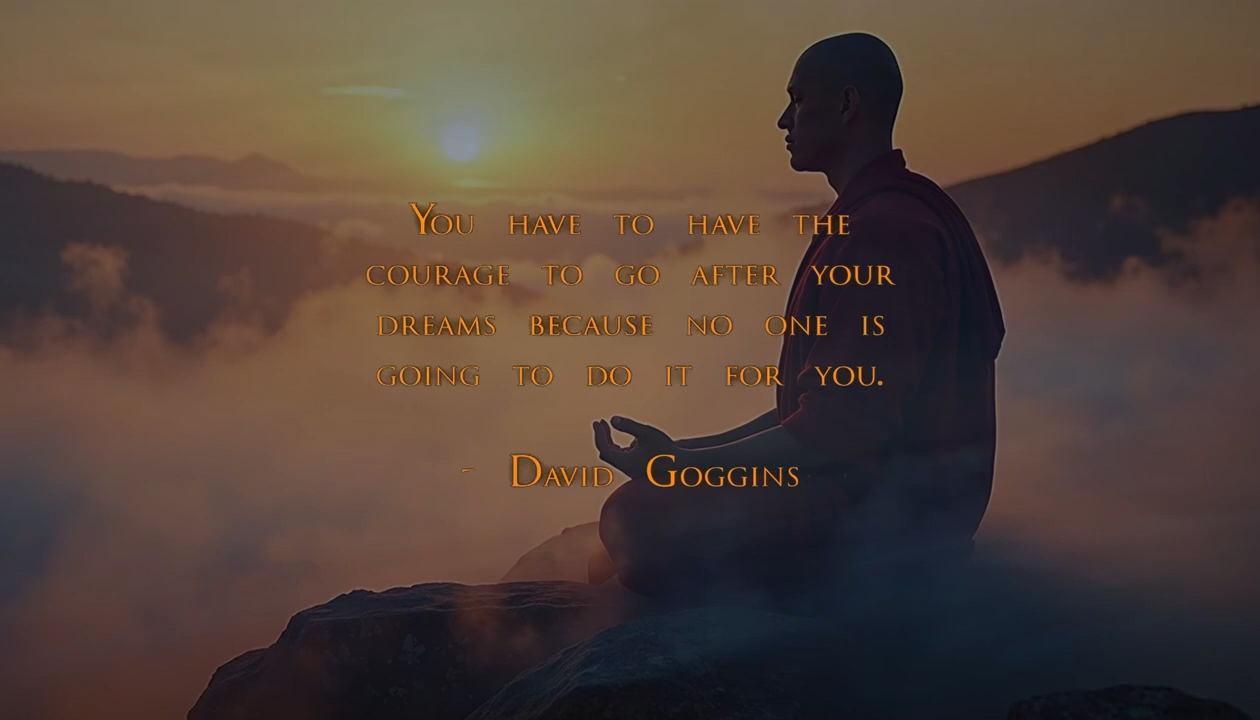 You have to have the
courage to go after your
dreams because no one is
going to do it for you.
- David Goggins